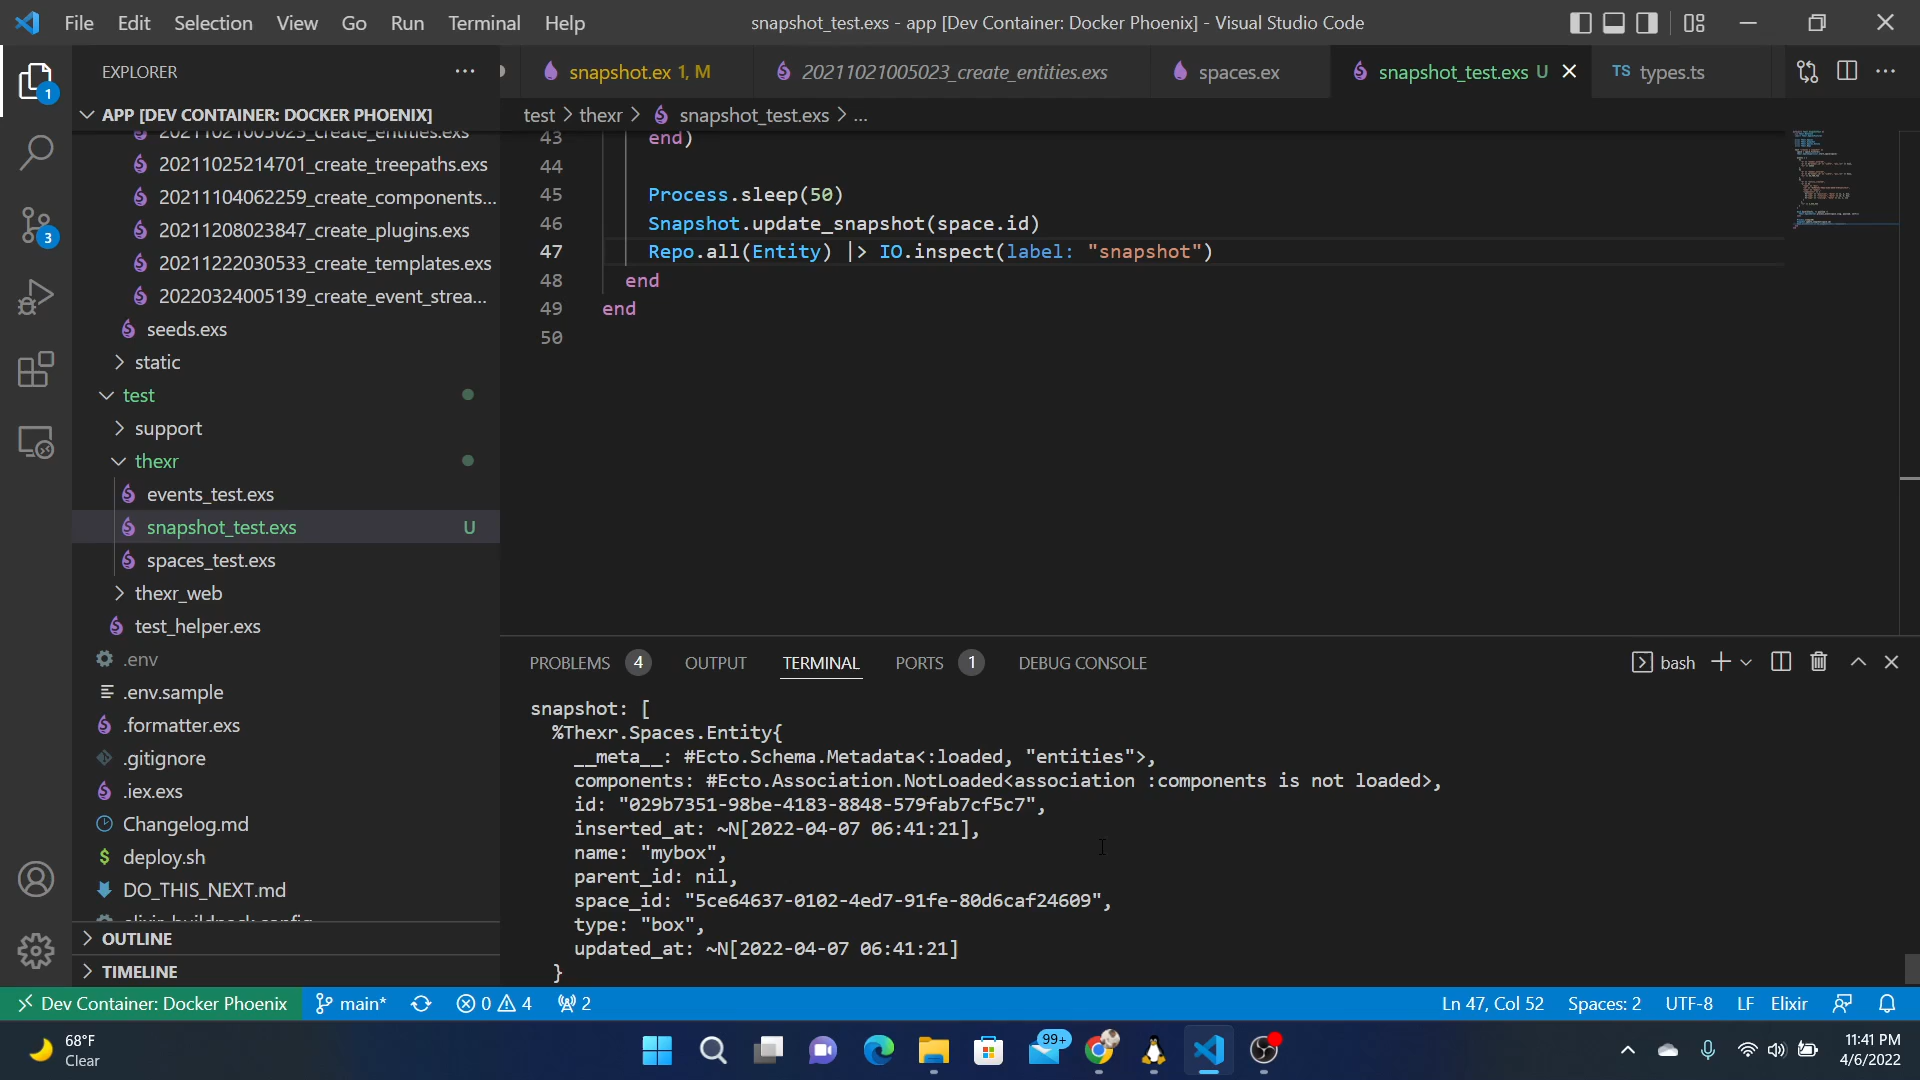 File Edit Selection View Go Run Terminal Help
snapshot_test.exs - app [Dev Container: Docker Phoenix] - Visual Studio Code
EXPLORER
snapshot.ex 1, M
20211021005023_create_entities.exs
spaces.ex
snapshot_test.exs U
TS types.ts
1
APP [DEV CONTAINER: DOCKER PHOENIX]
test > thexr > snapshot_test.exs > ...
20211021005023_create_entities.exs
20211025214701_create_treepaths.exs
20211104062259_create_components...
20211208023847_create_plugins.exs
20211222030533_create_templates.exs
20220324005139_create_event_strea...
seeds.exs
static
test
support
thexr
events_test.exs
snapshot_test.exs U
spaces_test.exs
thexr_web
test_helper.exs
.env
.env.sample
.formatter.exs
.gitignore
.iex.exs
Changelog.md
$ deploy.sh
DO_THIS_NEXT.md
OUTLINE
TIMELINE
3
43 end)
44
45 Process.sleep(50)
46 Snapshot.update_snapshot(space.id)
47 Repo.all(Entity) |> IO.inspect(label: "snapshot")
48 end
49 end
50
PROBLEMS 4 OUTPUT TERMINAL PORTS 1 DEBUG CONSOLE
bash
snapshot: [
%Thexr.Spaces.Entity{
__meta__: #Ecto.Schema.Metadata<:loaded, "entities">,
components: #Ecto.Association.NotLoaded<association :components is not loaded>,
id: "029b7351-98be-4183-8848-579fab7cf5c7",
inserted_at: ~N[2022-04-07 06:41:21],
name: "mybox",
parent_id: nil,
space_id: "5ce64637-0102-4ed7-91fe-80d6caf24609",
type: "box",
updated_at: ~N[2022-04-07 06:41:21]
}
Dev Container: Docker Phoenix main* 0 4 2
Ln 47, Col 52 Spaces: 2 UTF-8 LF Elixir
68°F
Clear
99+
11:41 PM
4/6/2022